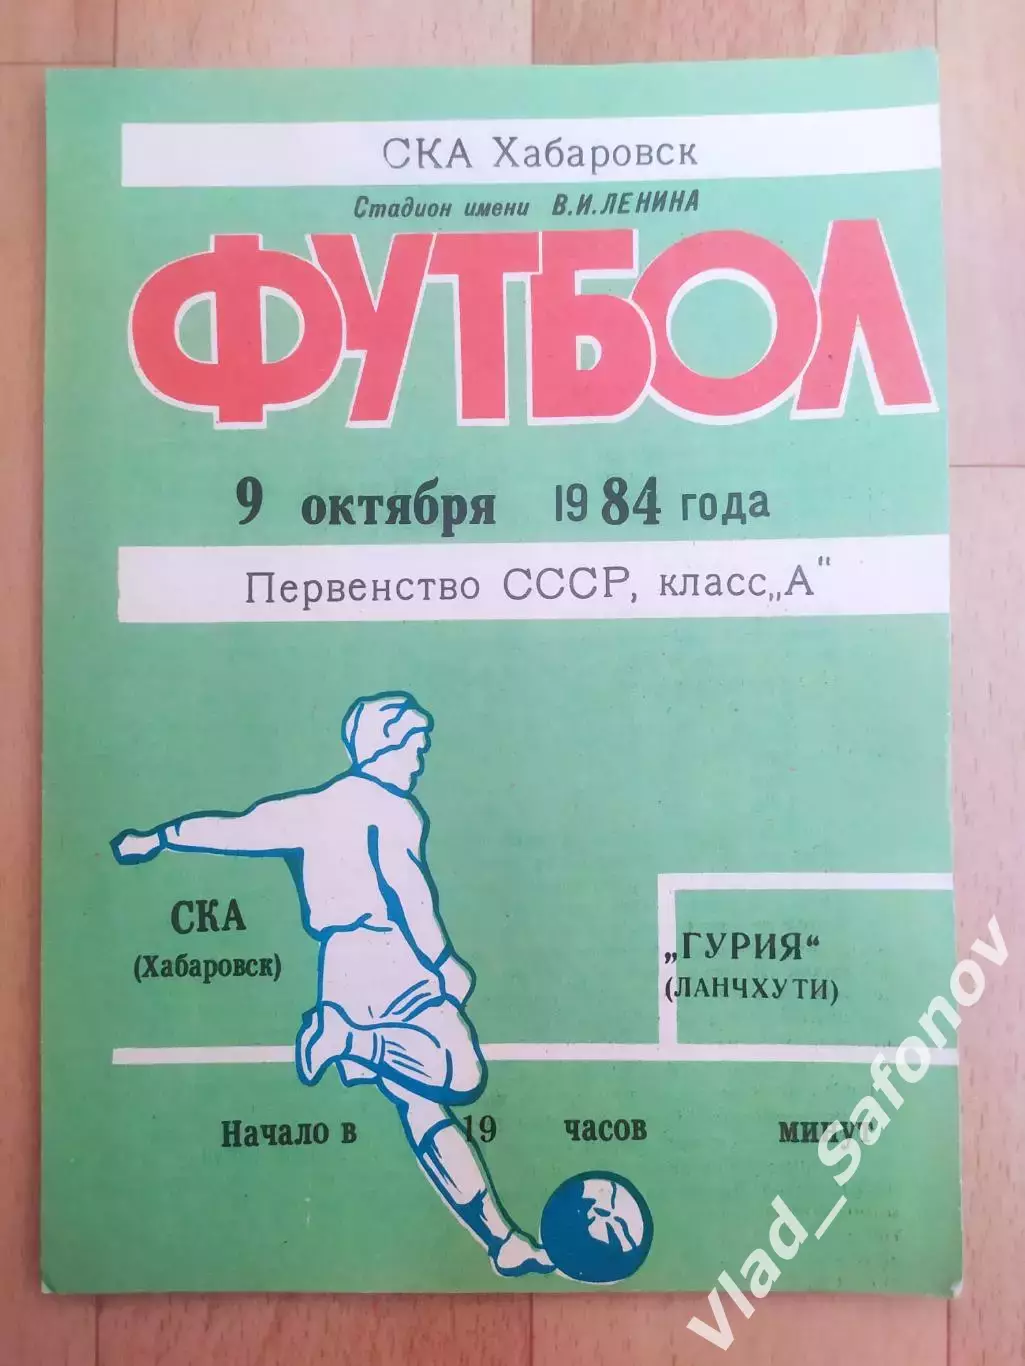 СКА Хабаровск
Стадион имени В.И.ЛЕНИНА
ФУТБОЛ
9 октября 1984 года
Первенство СССР, класс „А“
СКА
(Хабаровск)
„ГУРИЯ“
(ЛАНЧХУТИ)
Начало в 19 часов минут
Vlad_Safonov